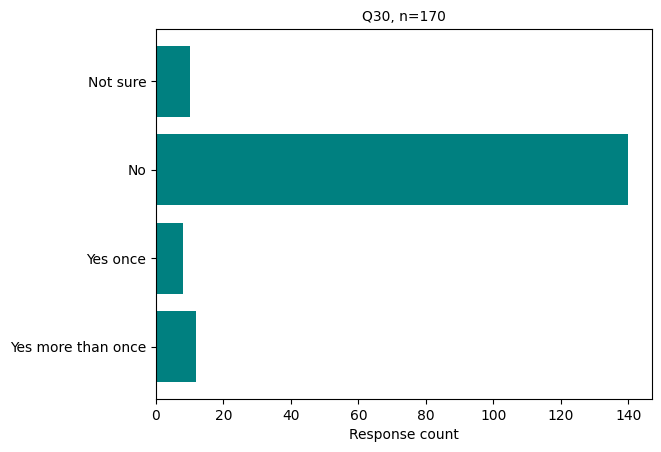 Q30, n=170
Not sure
No
Yes once
Yes more than once
0 20 40 60 80 100 120 140
Response count